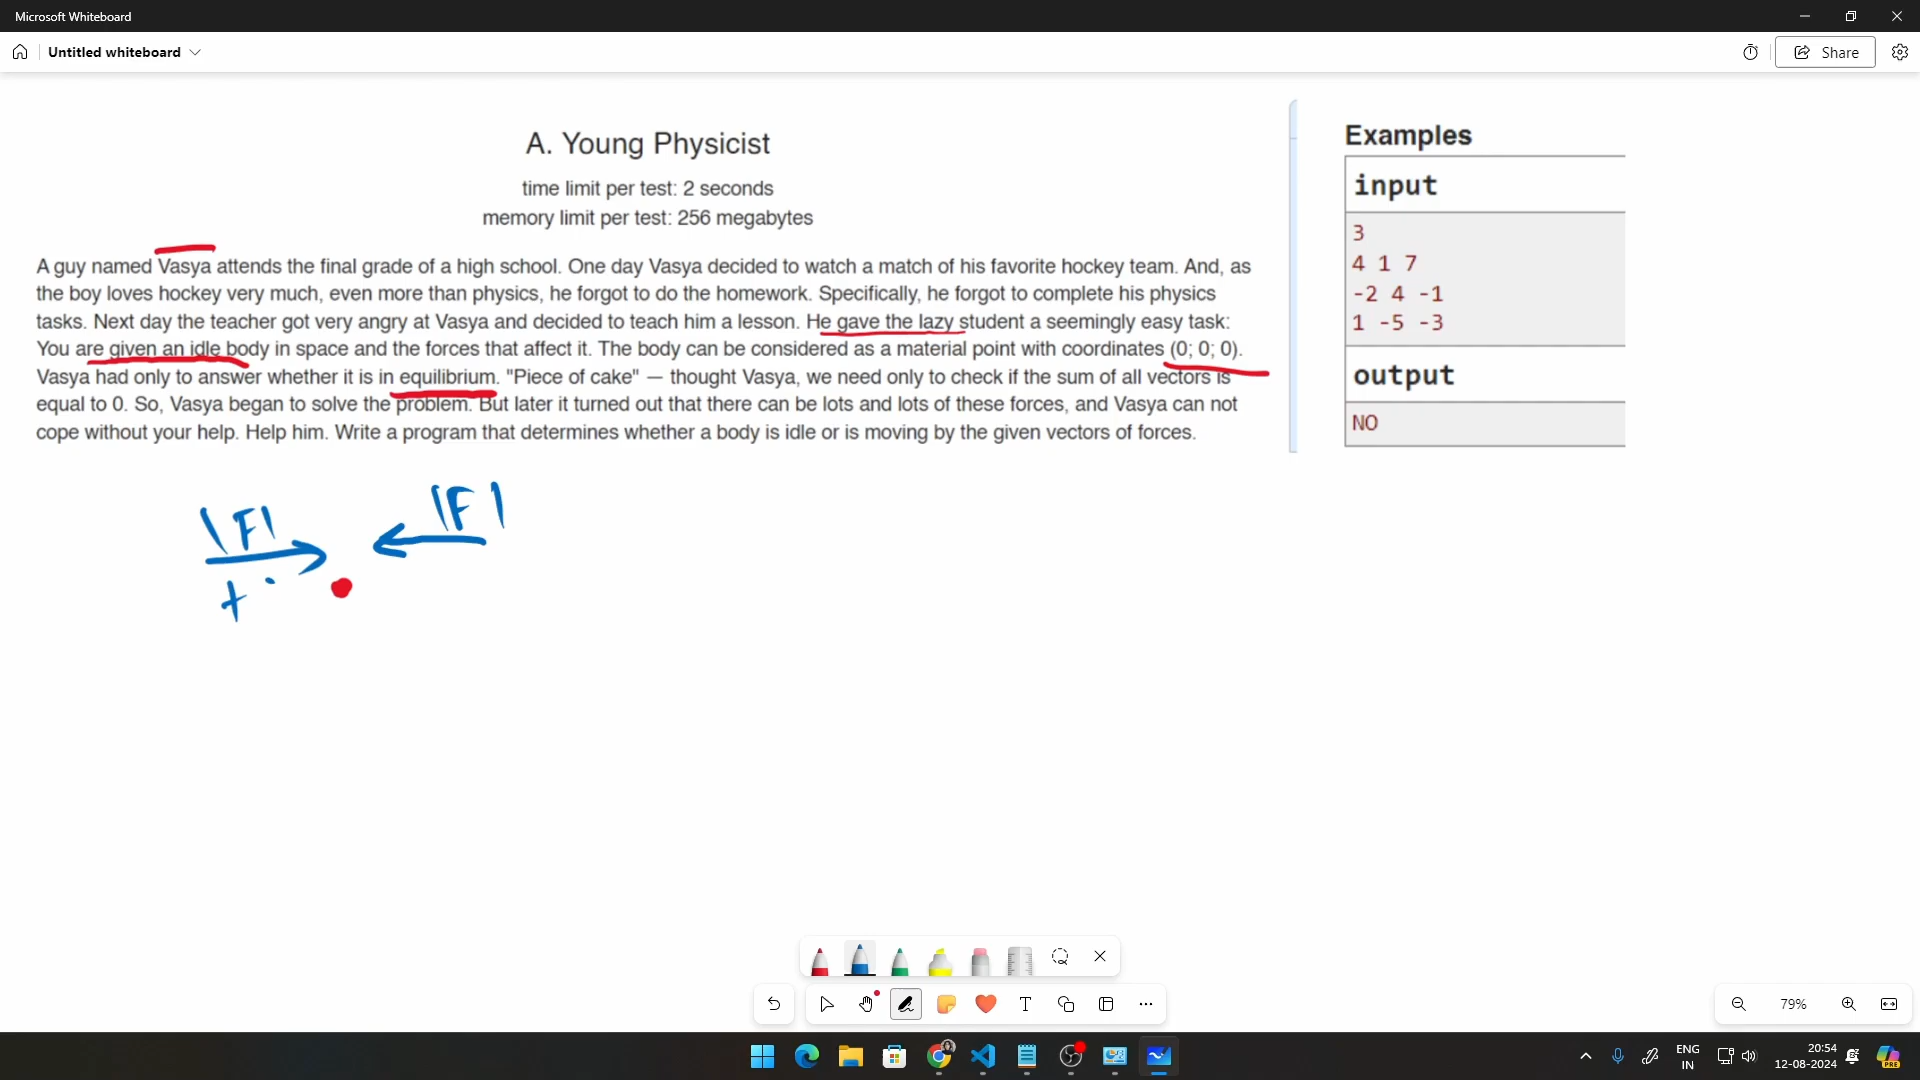 Microsoft Whiteboard
Untitled whiteboard
Share
A. Young Physicist
time limit per test: 2 seconds
memory limit per test: 256 megabytes
A guy named Vasya attends the final grade of a high school. One day Vasya decided to watch a match of his favorite hockey team. And, as
the boy loves hockey very much, even more than physics, he forgot to do the homework. Specifically, he forgot to complete his physics
tasks. Next day the teacher got very angry at Vasya and decided to teach him a lesson. He gave the lazy student a seemingly easy task:
You are given an idle body in space and the forces that affect it. The body can be considered as a material point with coordinates (0; 0; 0).
Vasya had only to answer whether it is in equilibrium. "Piece of cake" — thought Vasya, we need only to check if the sum of all vectors is
equal to 0. So, Vasya began to solve the problem. But later it turned out that there can be lots and lots of these forces, and Vasya can not
cope without your help. Help him. Write a program that determines whether a body is idle or is moving by the given vectors of forces.
Examples
input
3
4 1 7
-2 4 -1
1 -5 -3
output
NO
|F| |F|
+
79%
ENG
IN
20:54
12-08-2024
PRE